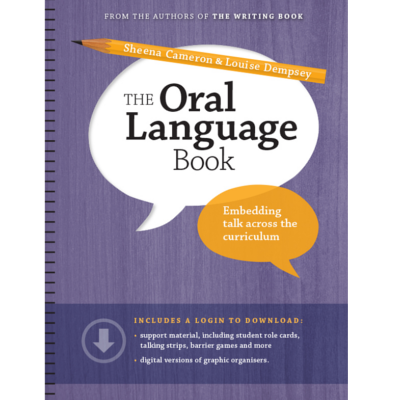 FROM THE AUTHORS OF THE WRITING BOOK
Sheena Cameron & Louise Dempsey
THE Oral
Language
Book
Embedding
talk across the
curriculum
INCLUDES A LOGIN TO DOWNLOAD:
• support material, including student role cards,
talking strips, barrier games and more
• digital versions of graphic organisers.